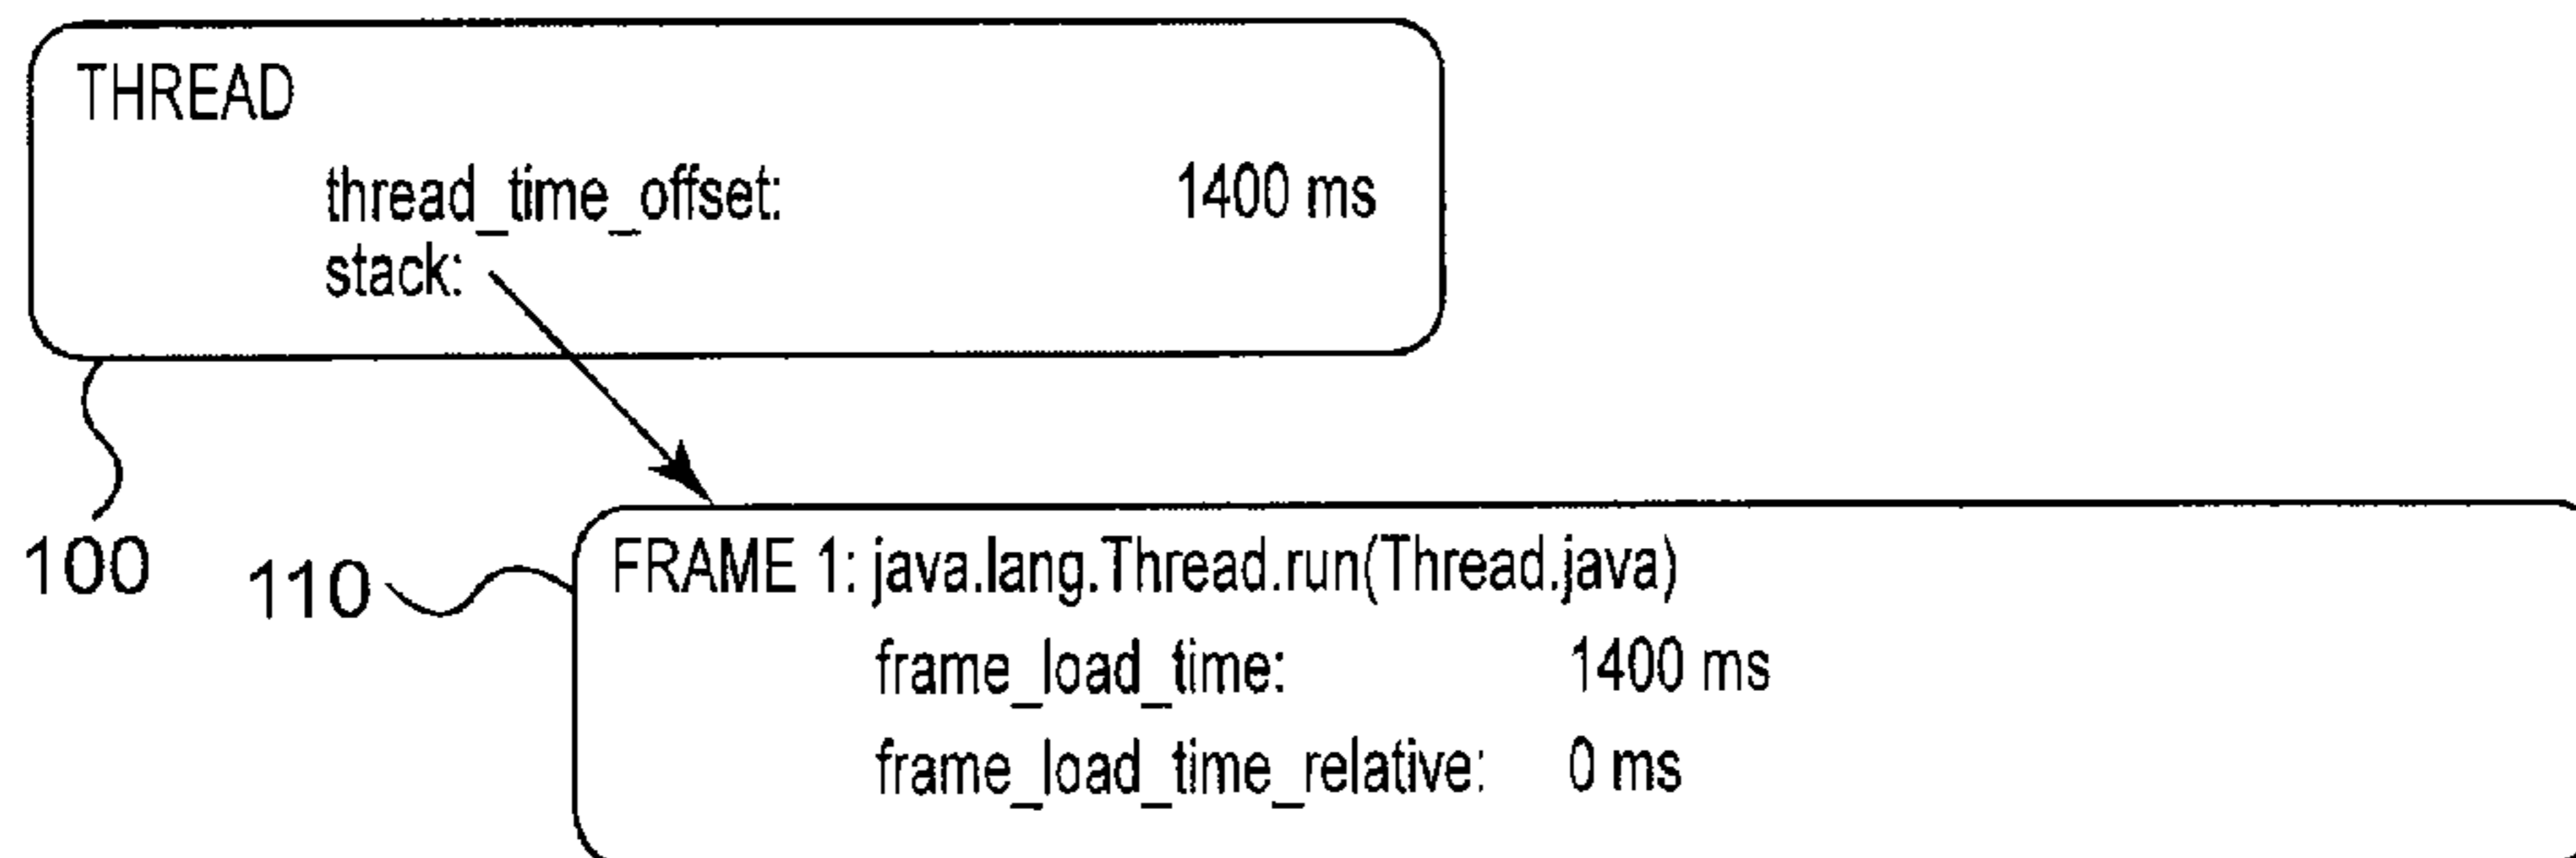 THREAD
thread_time_offset: 1400 ms
stack:
100
110
FRAME 1: java.lang.Thread.run(Thread.java)
frame_load_time: 1400 ms
frame_load_time_relative: 0 ms